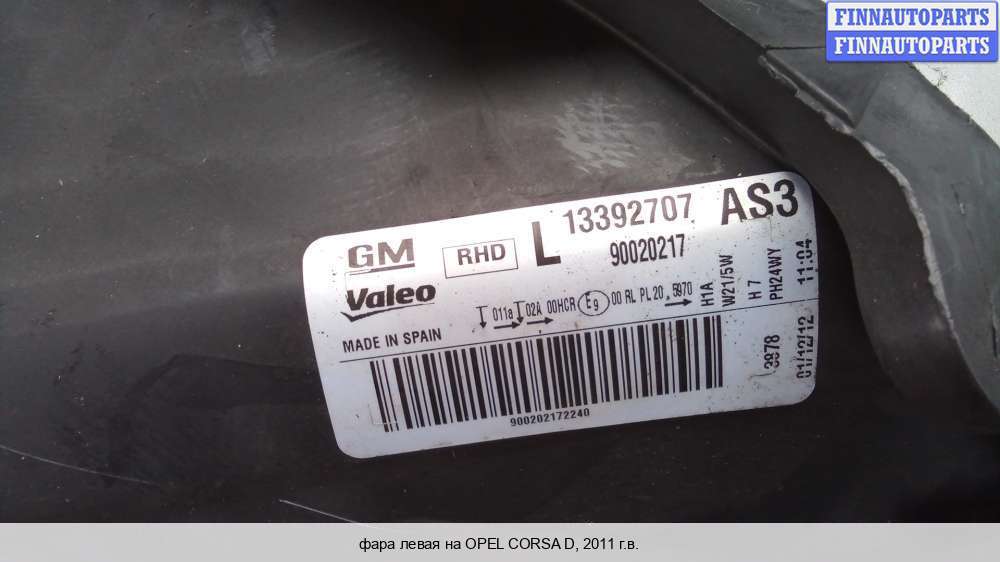 FINNAUTOPARTS
FINNAUTOPARTS
GM RHD L 13392707 AS3
90020217
Valeo
011a 02A 00HCR E9 00 RL PL 20 5970
H1A
W21/5W
H7
PH24WY
11:04
MADE IN SPAIN
3878
01/12/12
900202172240
фара левая на OPEL CORSA D, 2011 г.в.